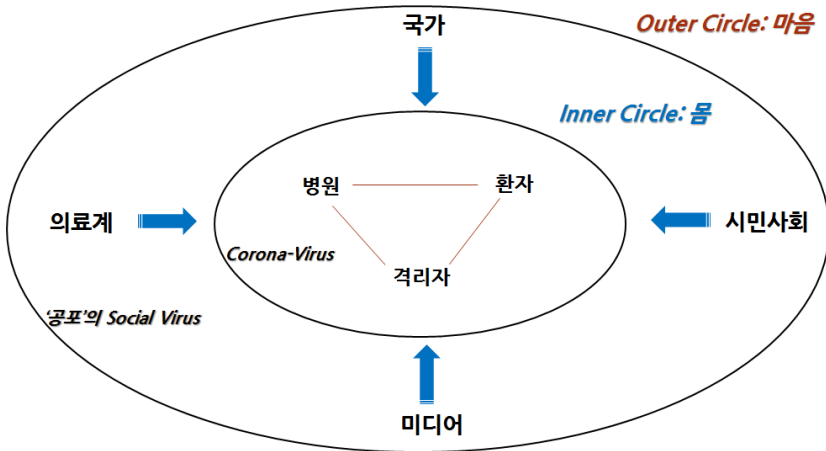 국가
Outer Circle: 마음
Inner Circle: 몸
병원
환자
의료계
시민사회
Corona-Virus
격리자
'공포'의 Social Virus
미디어